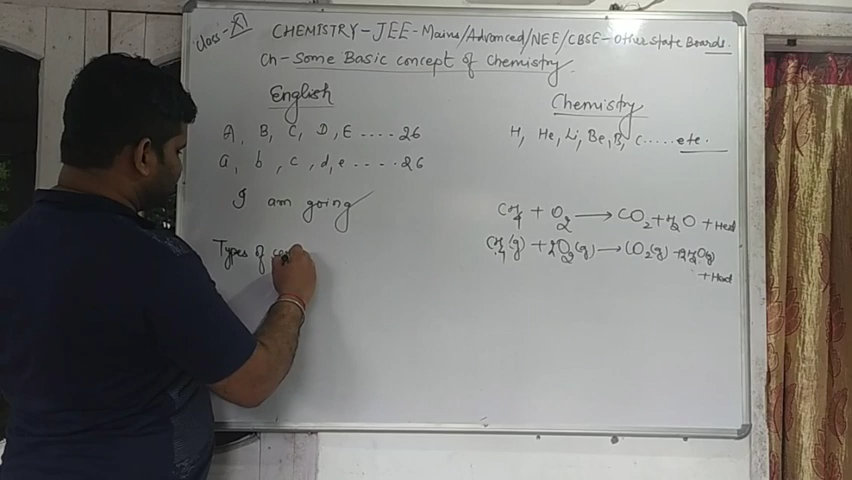 Class-XI
CHEMISTRY-JEE-Mains/Advanced/NEE/CBSE-Other State Boards.
Ch-Some Basic concept of Chemistry.
English
A, B, C, D, E ....26
a, b, c, d, e.....26
I am going
Types of
Chemistry
H, He, Li, Be, B, C.....etc.
CH4 + O2 → CO2 + H2O + Heat
CH4(g) + 2O2(g) → CO2(g) + 2H2O(g)
+ Heat